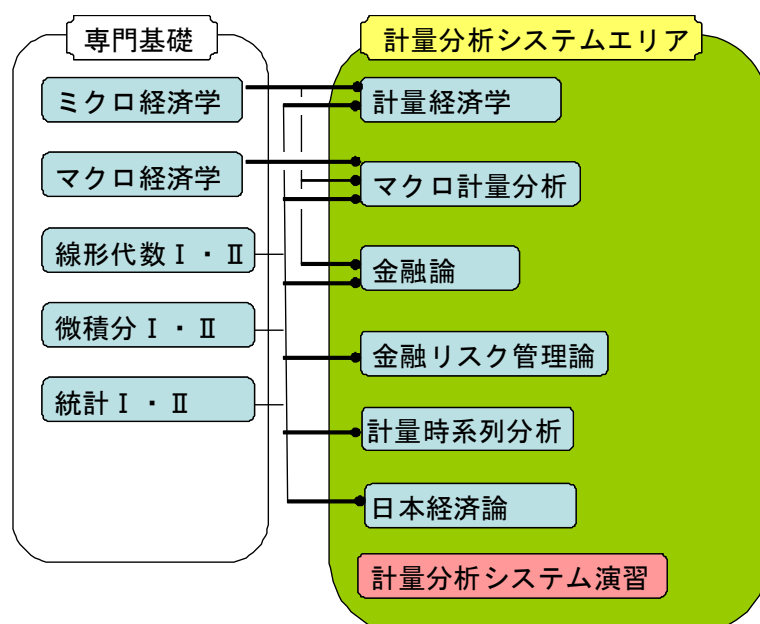 専門基礎
ミクロ経済学
マクロ経済学
線形代数Ⅰ・Ⅱ
微積分Ⅰ・Ⅱ
統計Ⅰ・Ⅱ
計量分析システムエリア
計量経済学
マクロ計量分析
金融論
金融リスク管理論
計量時系列分析
日本経済論
計量分析システム演習